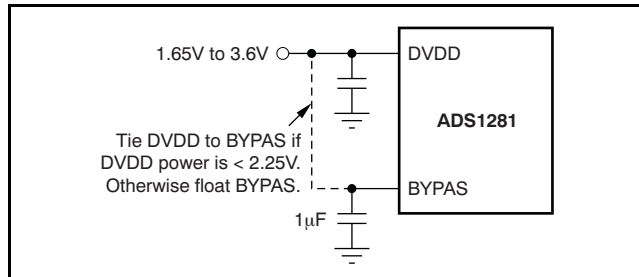 1.65V to 3.6V
DVDD
ADS1281
Tie DVDD to BYPAS if
DVDD power is < 2.25V.
Otherwise float BYPAS.
BYPAS
1μF